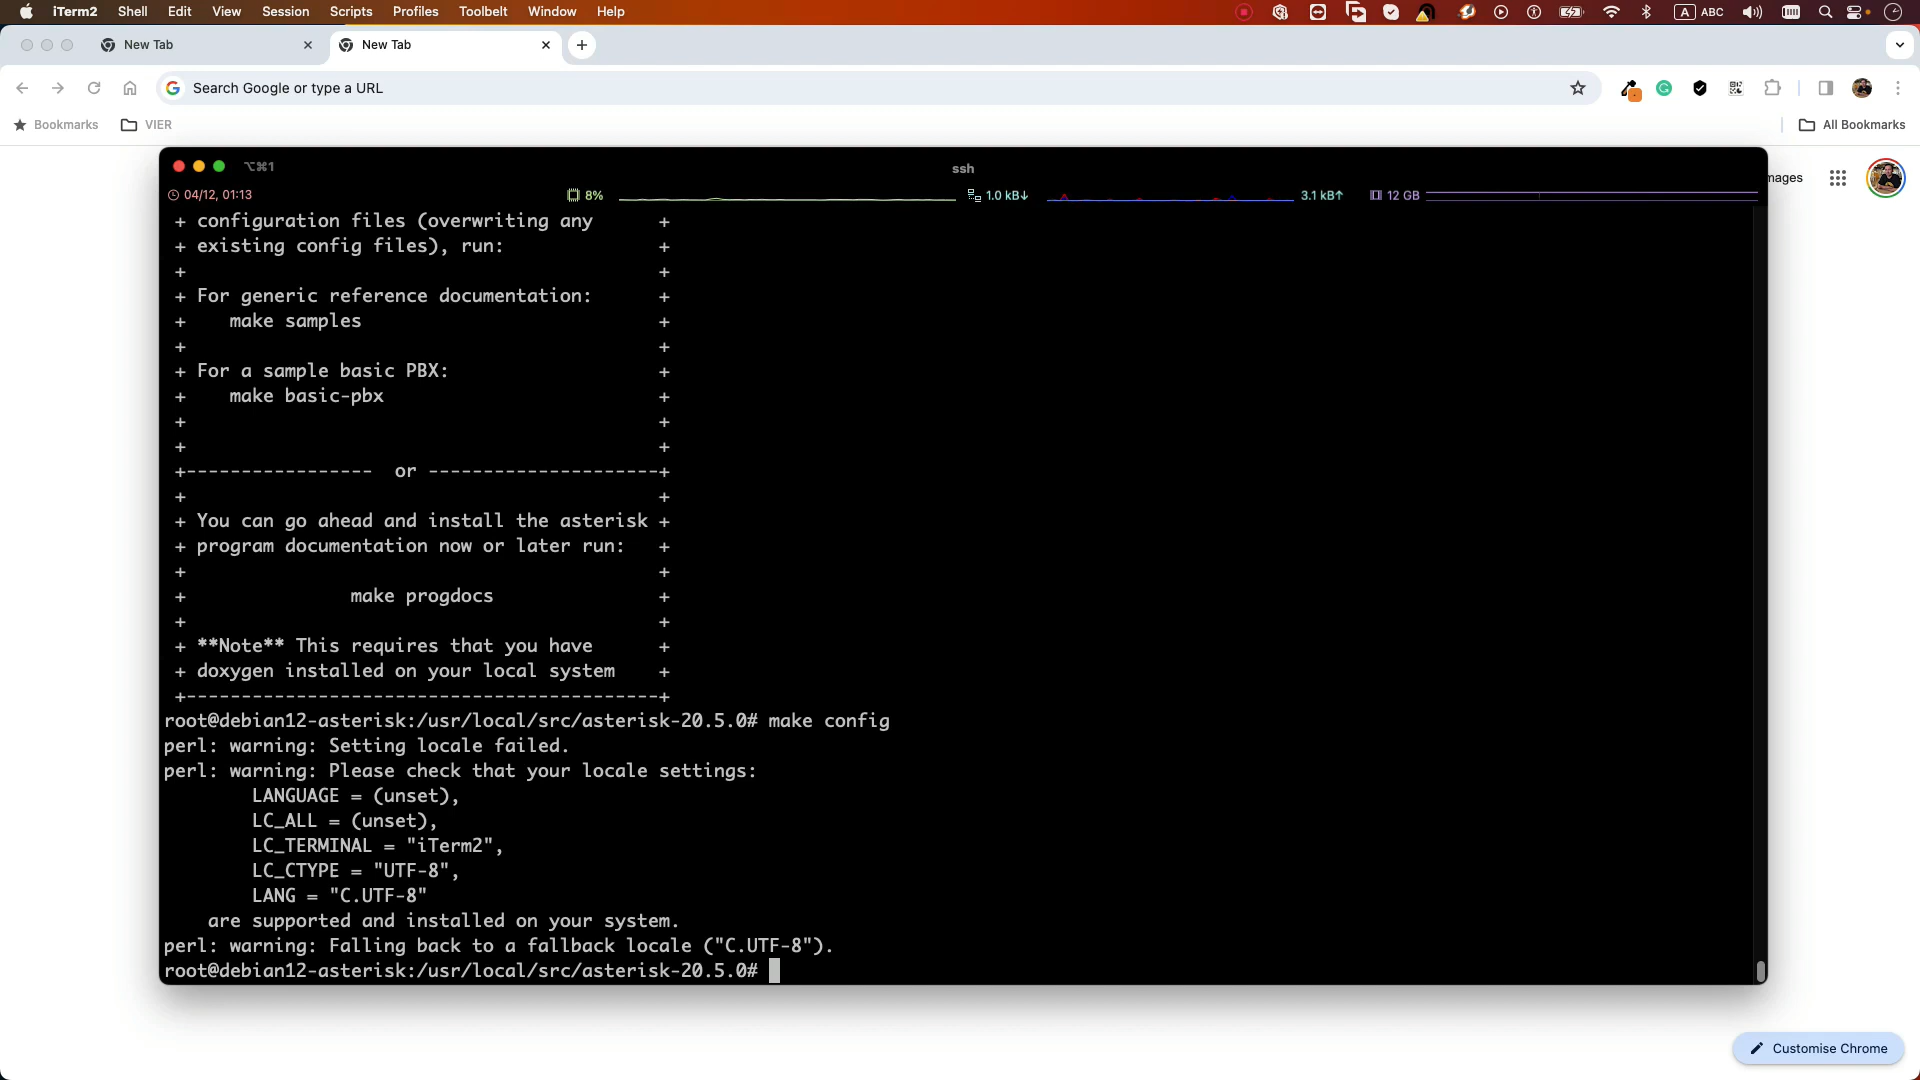 iTerm2 Shell Edit View Session Scripts Profiles Toolbelt Window Help A ABC
New Tab New Tab
Search Google or type a URL
Bookmarks VIER All Bookmarks
mages
⌥⌘1 ssh
04/12, 01:13 8% 1.0 kB↓ 3.1 kB↑ 12 GB
+ configuration files (overwriting any +
+ existing config files), run: +
+ +
+ For generic reference documentation: +
+ make samples +
+ +
+ For a sample basic PBX: +
+ make basic-pbx +
+ +
+ +
+----------------- or ---------------------+
+ +
+ You can go ahead and install the asterisk +
+ program documentation now or later run: +
+ +
+ make progdocs +
+ +
+ **Note** This requires that you have +
+ doxygen installed on your local system +
+-------------------------------------------+
root@debian12-asterisk:/usr/local/src/asterisk-20.5.0# make config
perl: warning: Setting locale failed.
perl: warning: Please check that your locale settings:
LANGUAGE = (unset),
LC_ALL = (unset),
LC_TERMINAL = "iTerm2",
LC_CTYPE = "UTF-8",
LANG = "C.UTF-8"
are supported and installed on your system.
perl: warning: Falling back to a fallback locale ("C.UTF-8").
root@debian12-asterisk:/usr/local/src/asterisk-20.5.0#
Customise Chrome